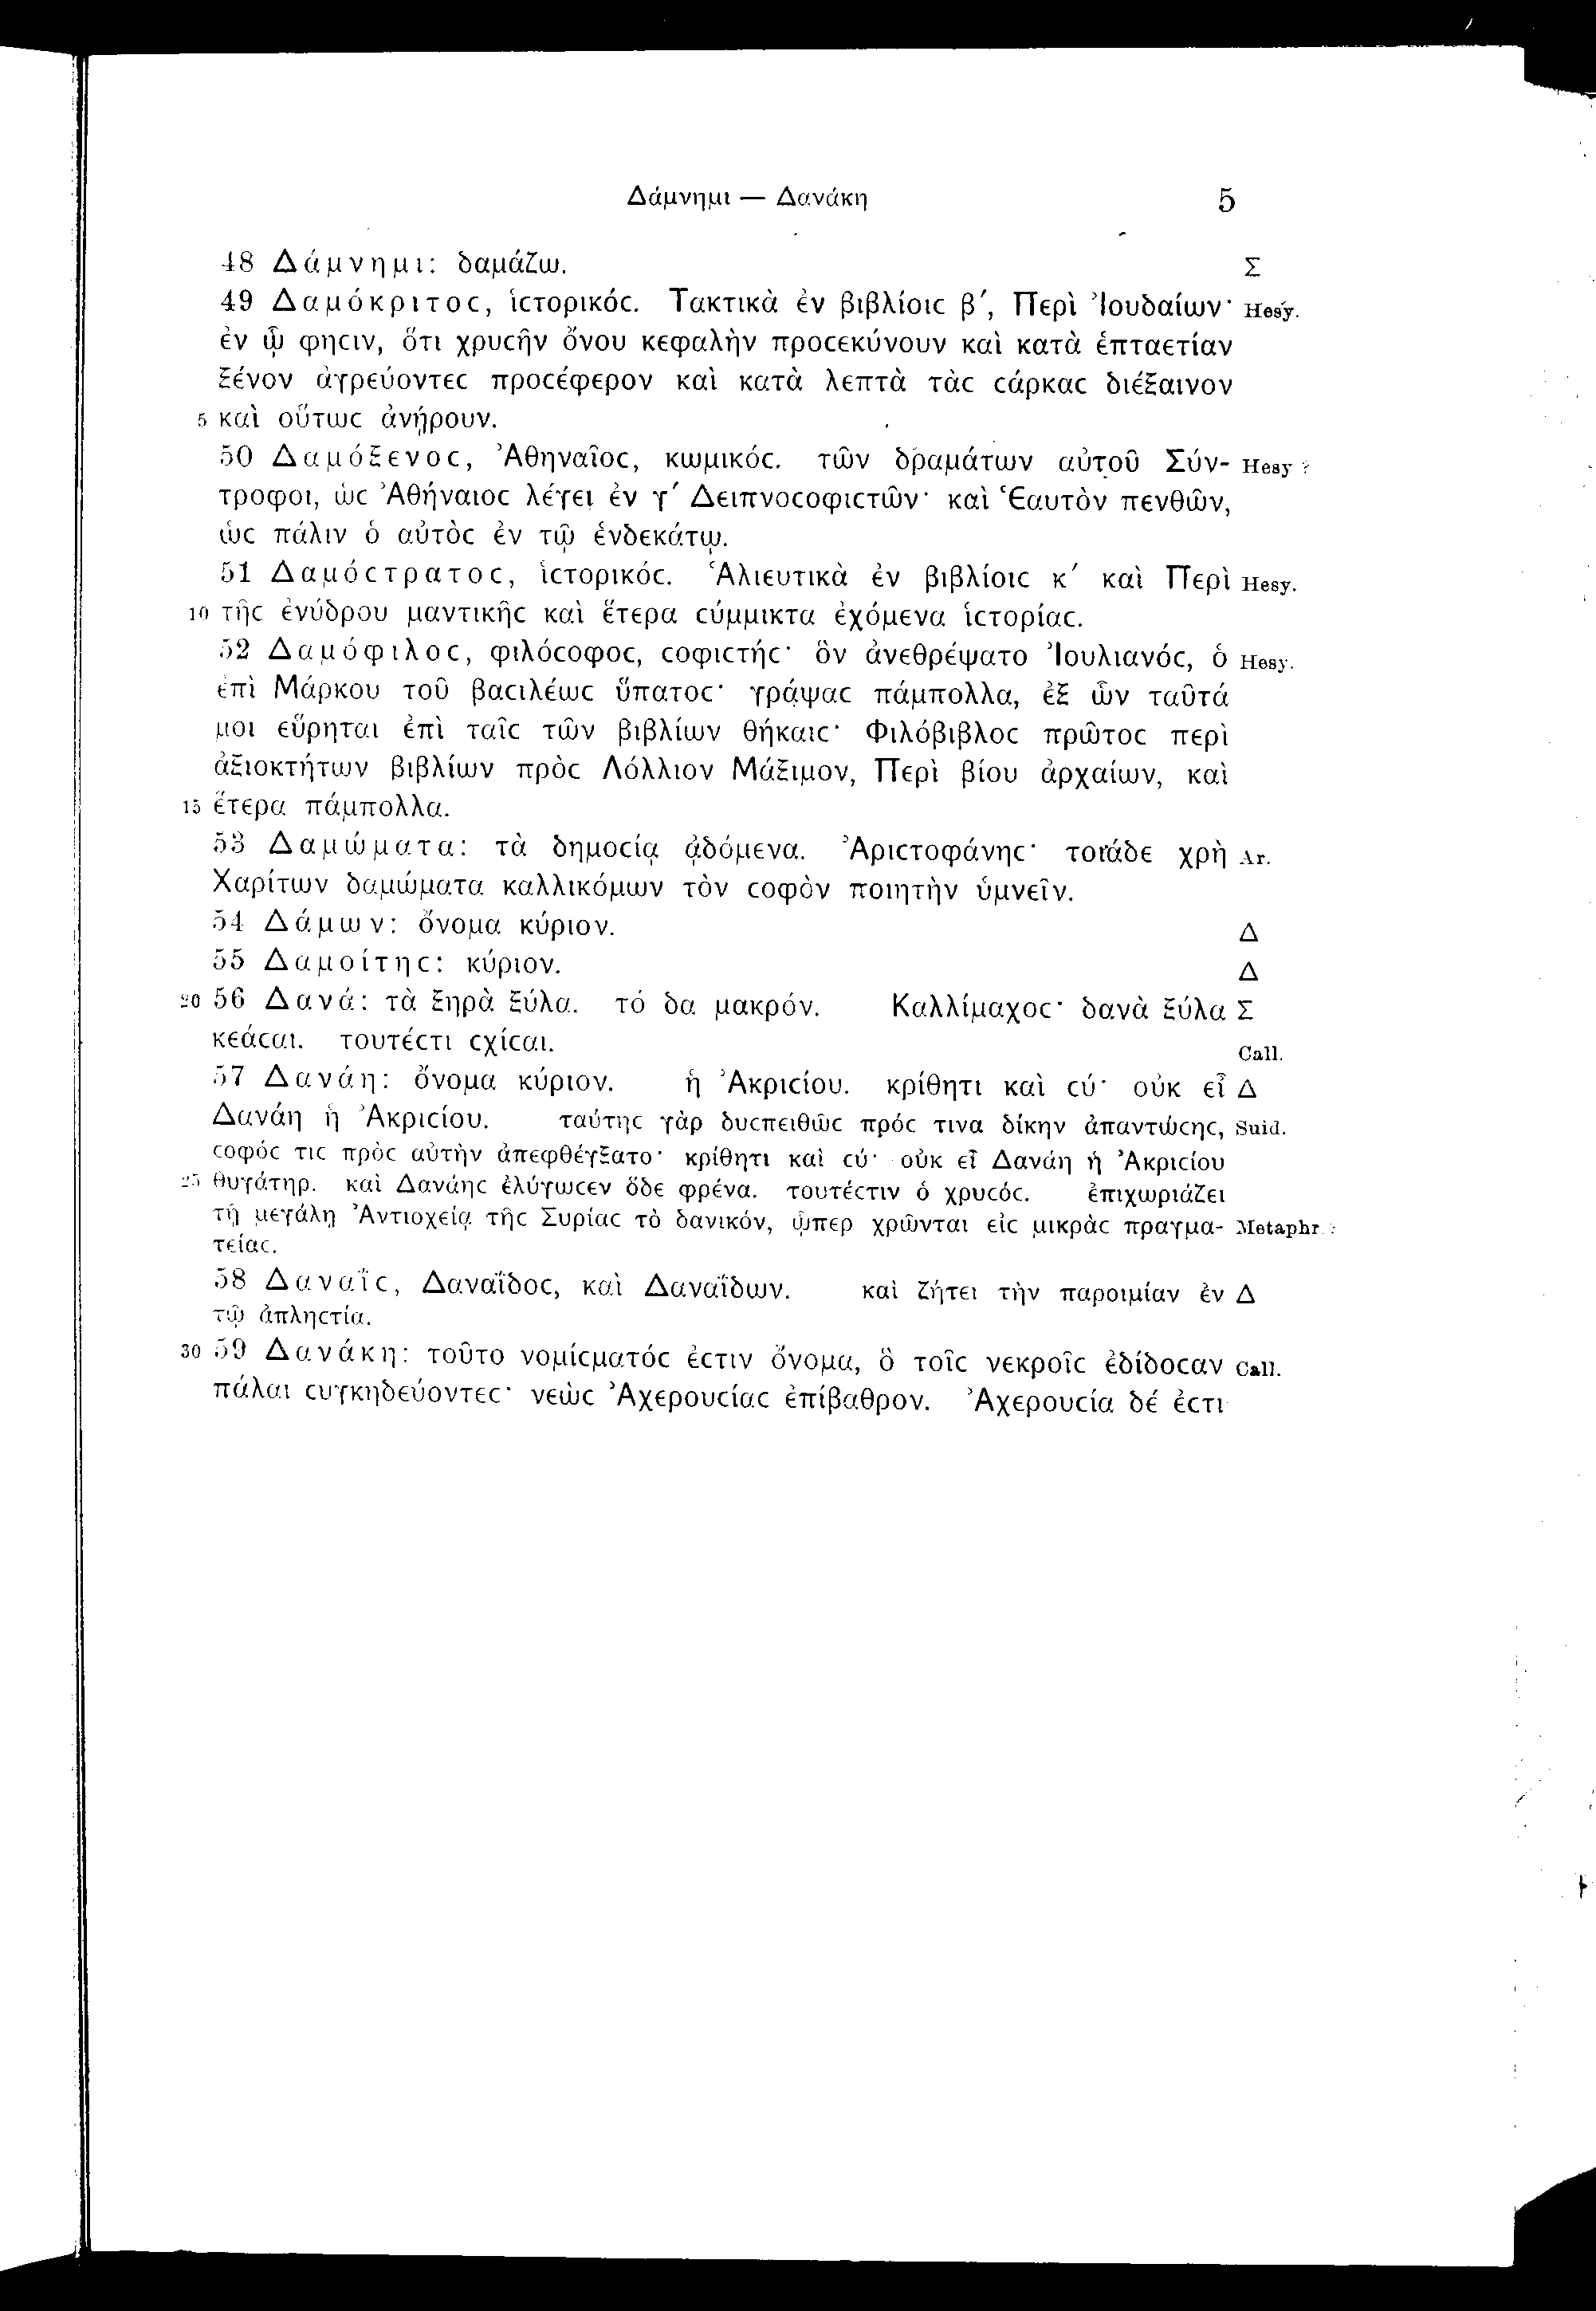 Δάμνημι — Δανάκη 5
48 Δάμνημι: δαμάζω. Σ
49 Δαμόκριτοϲ, ἱϲτορικόϲ. Τακτικὰ ἐν βιβλίοιϲ β΄, Περὶ Ἰουδαίων· Hesy.
ἐν ᾧ φηϲιν, ὅτι χρυϲῆν ὄνου κεφαλὴν προϲεκύνουν καὶ κατὰ ἑπταετίαν
ξένον ἀγρεύοντεϲ προϲέφερον καὶ κατὰ λεπτὰ τὰϲ ϲάρκαϲ διέξαινον
5 καὶ οὕτωϲ ἀνῄρουν.
50 Δαμόξενοϲ, Ἀθηναῖοϲ, κωμικόϲ. τῶν δραμάτων αὐτοῦ Σύν- Hesy ?
τροφοι, ὡϲ Ἀθήναιοϲ λέγει ἐν γ΄ Δειπνοϲοφιϲτῶν· καὶ Ἑαυτὸν πενθῶν,
ὡϲ πάλιν ὁ αὐτὸϲ ἐν τῷ ἑνδεκάτῳ.
51 Δαμόϲτρατοϲ, ἱϲτορικόϲ. Ἁλιευτικὰ ἐν βιβλίοιϲ κ΄ καὶ Περὶ Hesy.
10 τῆϲ ἐνύδρου μαντικῆϲ καὶ ἕτερα ϲύμμικτα ἐχόμενα ἱϲτορίαϲ.
52 Δαμόφιλοϲ, φιλόϲοφοϲ, ϲοφιϲτήϲ· ὃν ἀνεθρέψατο Ἰουλιανόϲ, ὁ Hesy.
ἐπὶ Μάρκου τοῦ βαϲιλέωϲ ὕπατοϲ· γράψαϲ πάμπολλα, ἐξ ὧν ταῦτά
μοι εὕρηται ἐπὶ ταῖϲ τῶν βιβλίων θήκαιϲ· Φιλόβιβλοϲ πρῶτοϲ περὶ
ἀξιοκτήτων βιβλίων πρὸϲ Λόλλιον Μάξιμον, Περὶ βίου ἀρχαίων, καὶ
15 ἕτερα πάμπολλα.
53 Δαμώματα: τὰ δημοϲίᾳ ᾀδόμενα. Ἀριϲτοφάνηϲ· τοιάδε χρὴ Ar.
Χαρίτων δαμώματα καλλικόμων τὸν ϲοφὸν ποιητὴν ὑμνεῖν.
54 Δάμων: ὄνομα κύριον. Δ
55 Δαμοίτηϲ: κύριον. Δ
20 56 Δανά: τὰ ξηρὰ ξύλα. τό δα μακρόν. Καλλίμαχοϲ· δανὰ ξύλα Σ
κεάϲαι. τουτέϲτι ϲχίϲαι. Call.
57 Δανάη: ὄνομα κύριον. ἡ Ἀκριϲίου. κρίθητι καὶ ϲύ· οὐκ εἶ Δ
Δανάη ἡ Ἀκριϲίου. ταύτηϲ γὰρ δυϲπειθῶϲ πρόϲ τινα δίκην ἀπαντώϲηϲ, Suid.
ϲοφόϲ τιϲ πρὸϲ αὐτὴν ἀπεφθέγξατο· κρίθητι καὶ ϲύ· οὐκ εἶ Δανάη ἡ Ἀκριϲίου
25 θυγάτηρ. καὶ Δανάηϲ ἐλύγωϲεν ὅδε φρένα. τουτέϲτιν ὁ χρυϲόϲ. ἐπιχωριάζει
τῇ μεγάλῃ Ἀντιοχείᾳ τῆϲ Συρίαϲ τὸ δανικόν, ᾧπερ χρῶνται εἰϲ μικρὰϲ πραγμα- Metaphr. ?
τείαϲ.
58 Δαναΐϲ, Δαναΐδοϲ, καὶ Δαναΐδων. καὶ ζήτει τὴν παροιμίαν ἐν Δ
τῷ ἀπληϲτία.
30 59 Δανάκη: τοῦτο νομίϲματόϲ ἐϲτιν ὄνομα, ὃ τοῖϲ νεκροῖϲ ἐδίδοϲαν Call.
πάλαι ϲυγκηδεύοντεϲ· νεὼϲ Ἀχερουϲίαϲ ἐπίβαθρον. Ἀχερουϲία δέ ἐϲτι